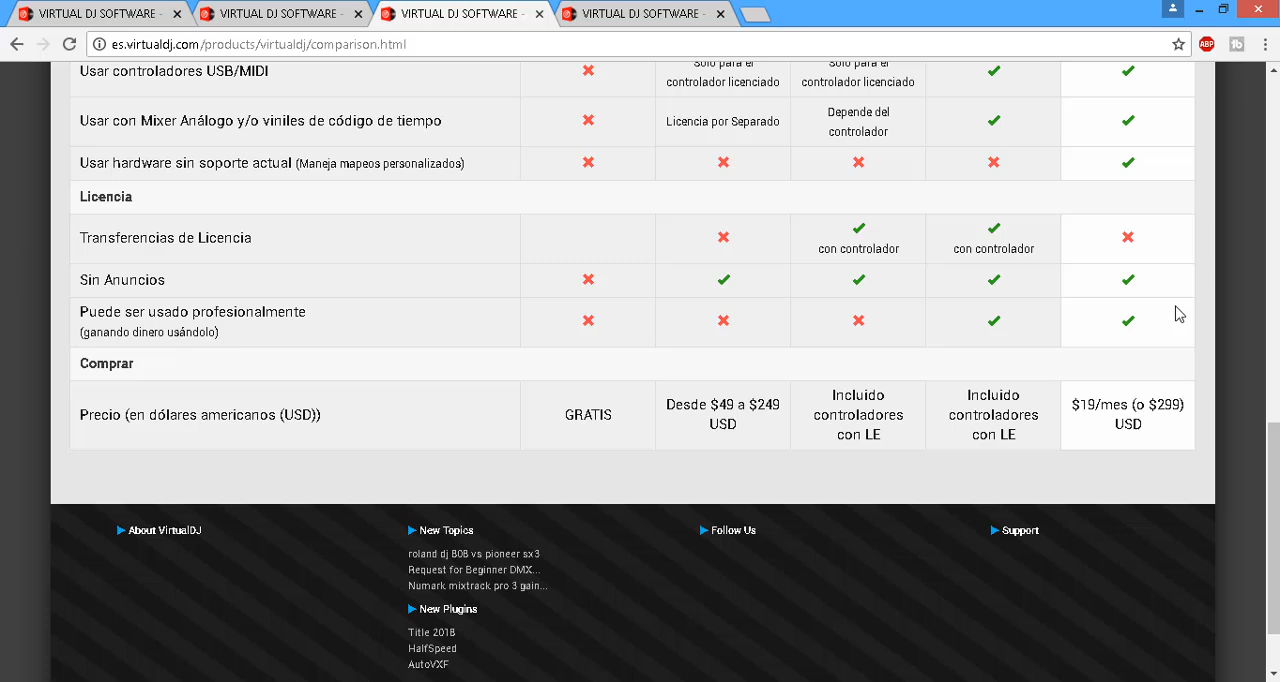 VIRTUAL DJ SOFTWARE -
VIRTUAL DJ SOFTWARE -
VIRTUAL DJ SOFTWARE -
VIRTUAL DJ SOFTWARE -
es.virtualdj.com/products/virtualdj/comparison.html
ABP
Usar controladores USB/MIDI
Sólo para el
controlador licenciado
Sólo para el
controlador licenciado
Usar con Mixer Análogo y/o viniles de código de tiempo
Licencia por Separado
Depende del
controlador
Usar hardware sin soporte actual (Maneja mapeos personalizados)
Licencia
Transferencias de Licencia
con controlador
con controlador
Sin Anuncios
Puede ser usado profesionalmente
(ganando dinero usándolo)
Comprar
Precio (en dólares americanos (USD))
GRATIS
Desde $49 a $249
USD
Incluido
controladores
con LE
Incluido
controladores
con LE
$19/mes (o $299)
USD
About VirtualDJ
New Topics
roland dj 808 vs pioneer sx3
Request for Beginner DMX...
Numark mixtrack pro 3 gain...
New Plugins
Title 2018
HalfSpeed
AutoVXF
Follow Us
Support